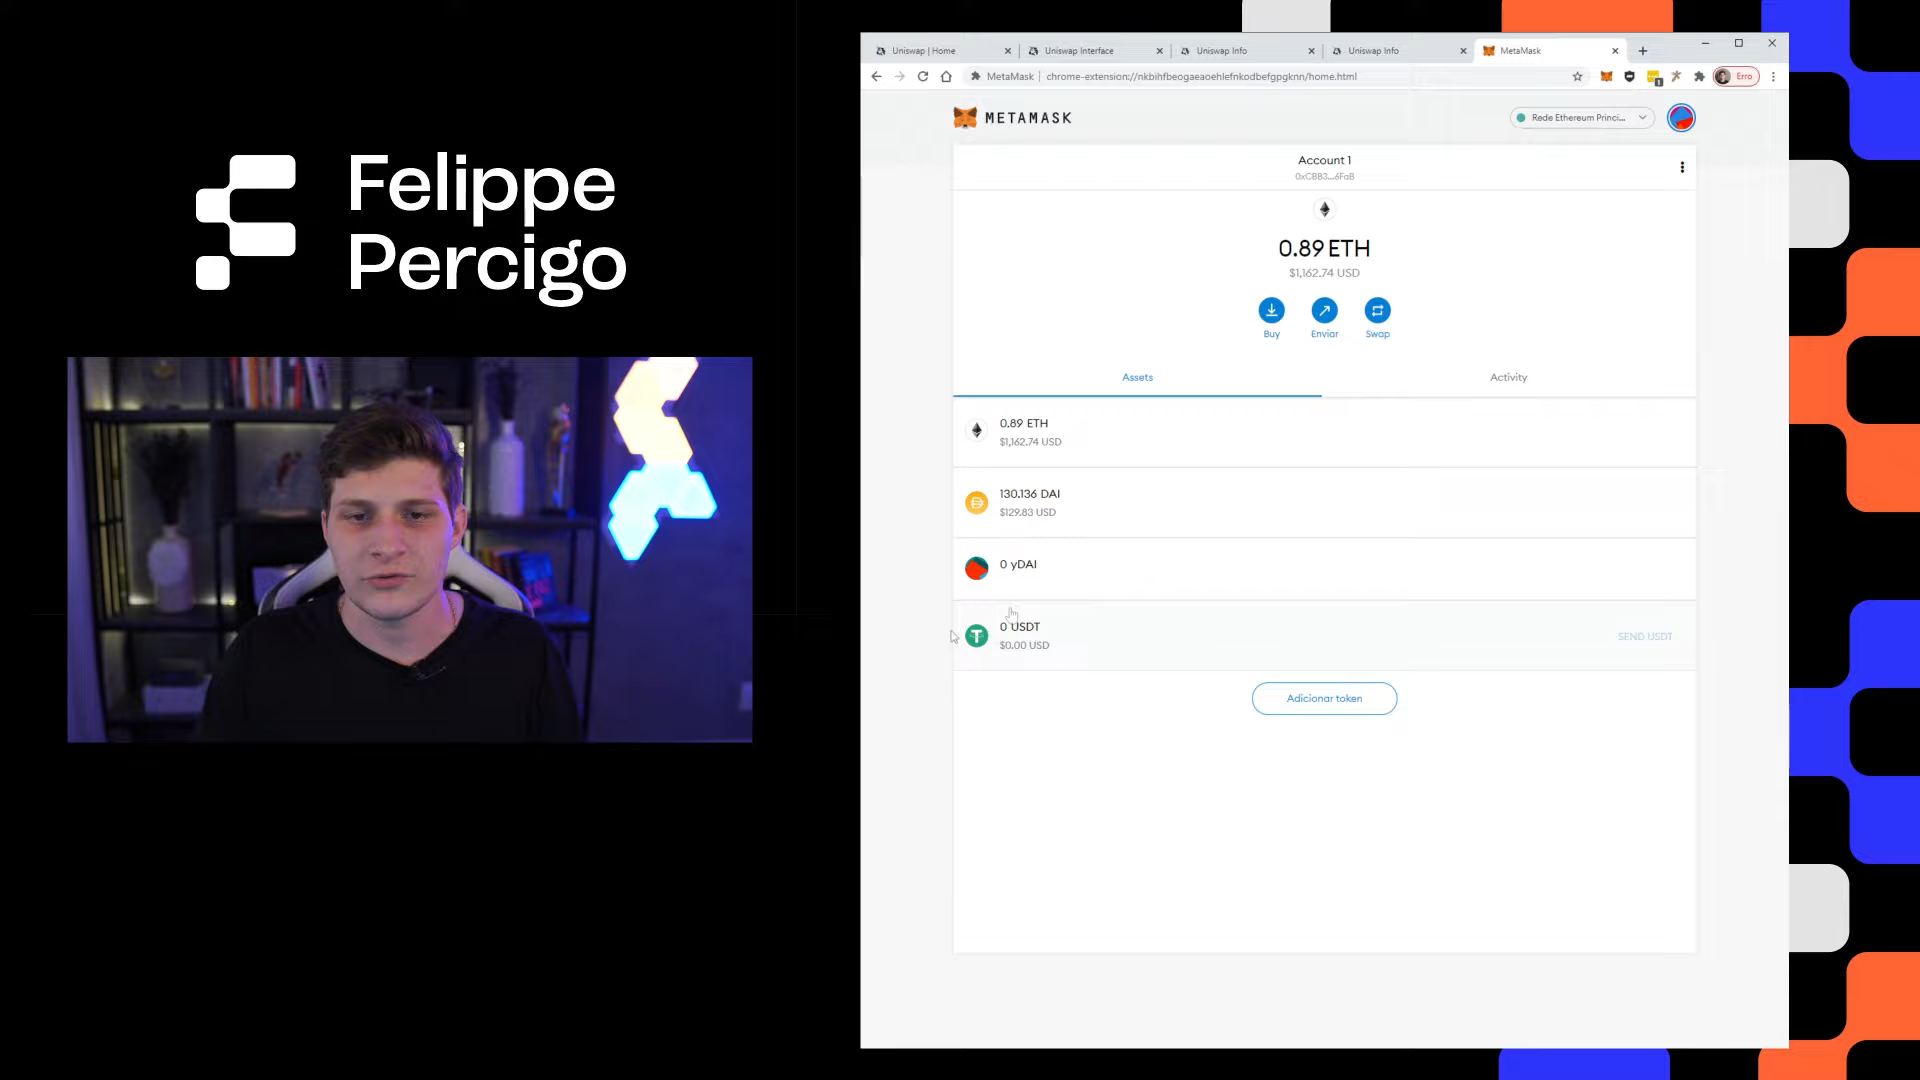 Felippe
Percigo
Uniswap | Home
Uniswap Interface
Uniswap Info
Uniswap Info
MetaMask
MetaMask
chrome-extension://nkbihfbeogaeaoehlefnkodbefgpgknn/home.html
1
Erro
METAMASK
Rede Ethereum Princi...
Account 1
0xCBB3...6FaB
0.89 ETH
$1,162.74 USD
Buy
Enviar
Swap
Assets
Activity
0.89 ETH
$1,162.74 USD
130.136 DAI
$129.83 USD
0 yDAI
0 USDT
$0.00 USD
SEND USDT
Adicionar token